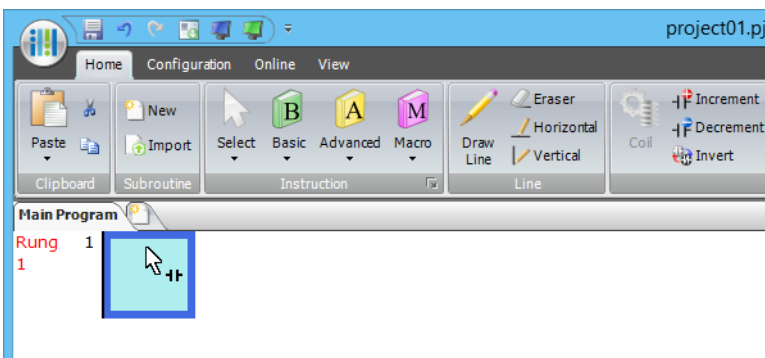 project01.pj
Home Configuration Online View
Paste
Clipboard
New
Import
Subroutine
Select Basic Advanced Macro
B A M
Instruction
Draw Line
Eraser
Horizontal
Vertical
Line
Coil
Increment
Decrement
Invert
Main Program
Rung 1
1